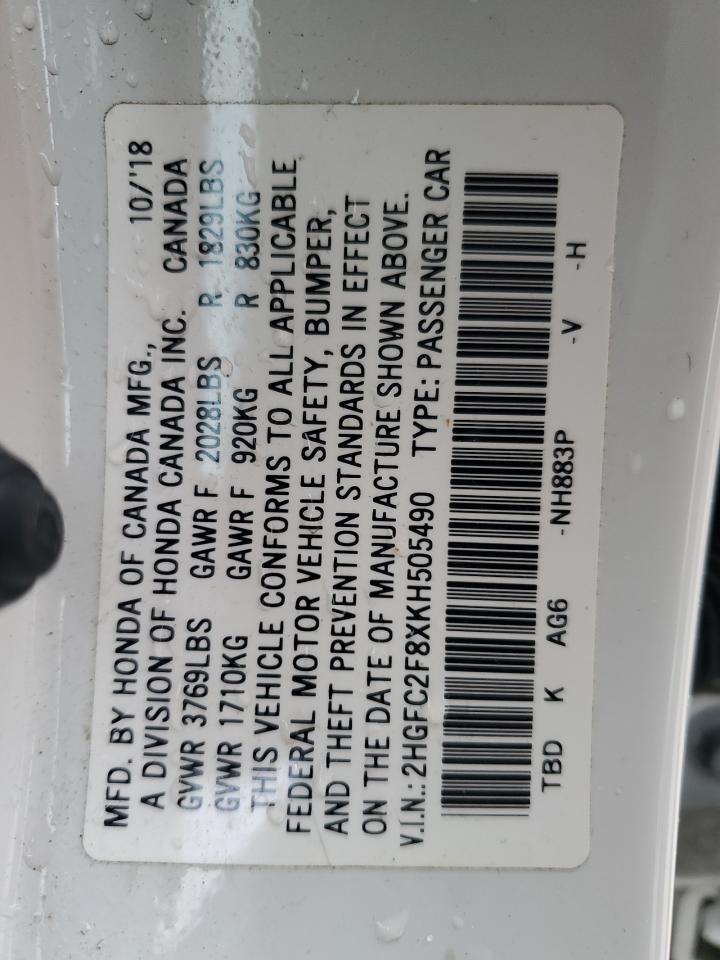 MFD. BY HONDA OF CANADA MFG., 10/'18
A DIVISION OF HONDA CANADA INC. CANADA
GVWR 3769LBS GAWR F 2028LBS R 1829LBS
GVWR 1710KG GAWR F 920KG R 830KG
THIS VEHICLE CONFORMS TO ALL APPLICABLE
FEDERAL MOTOR VEHICLE SAFETY, BUMPER,
AND THEFT PREVENTION STANDARDS IN EFFECT
ON THE DATE OF MANUFACTURE SHOWN ABOVE.
V.I.N.: 2HGFC2F8XKH505490 TYPE: PASSENGER CAR
TBD K AG6 -NH883P -V -H